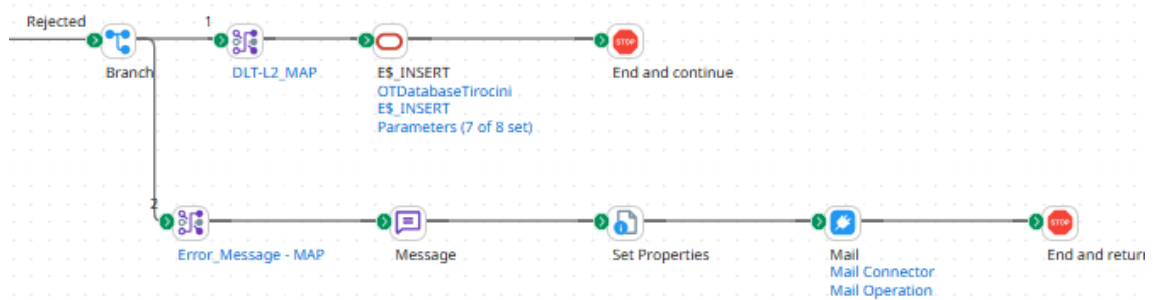 Rejected
1
STOP
Branch
DLT-L2_MAP
E$_INSERT
OTDatabaseTirocini
E$_INSERT
Parameters (7 of 8 set)
End and continue
2
STOP
Error_Message - MAP
Message
Set Properties
Mail
Mail Connector
Mail Operation
End and return